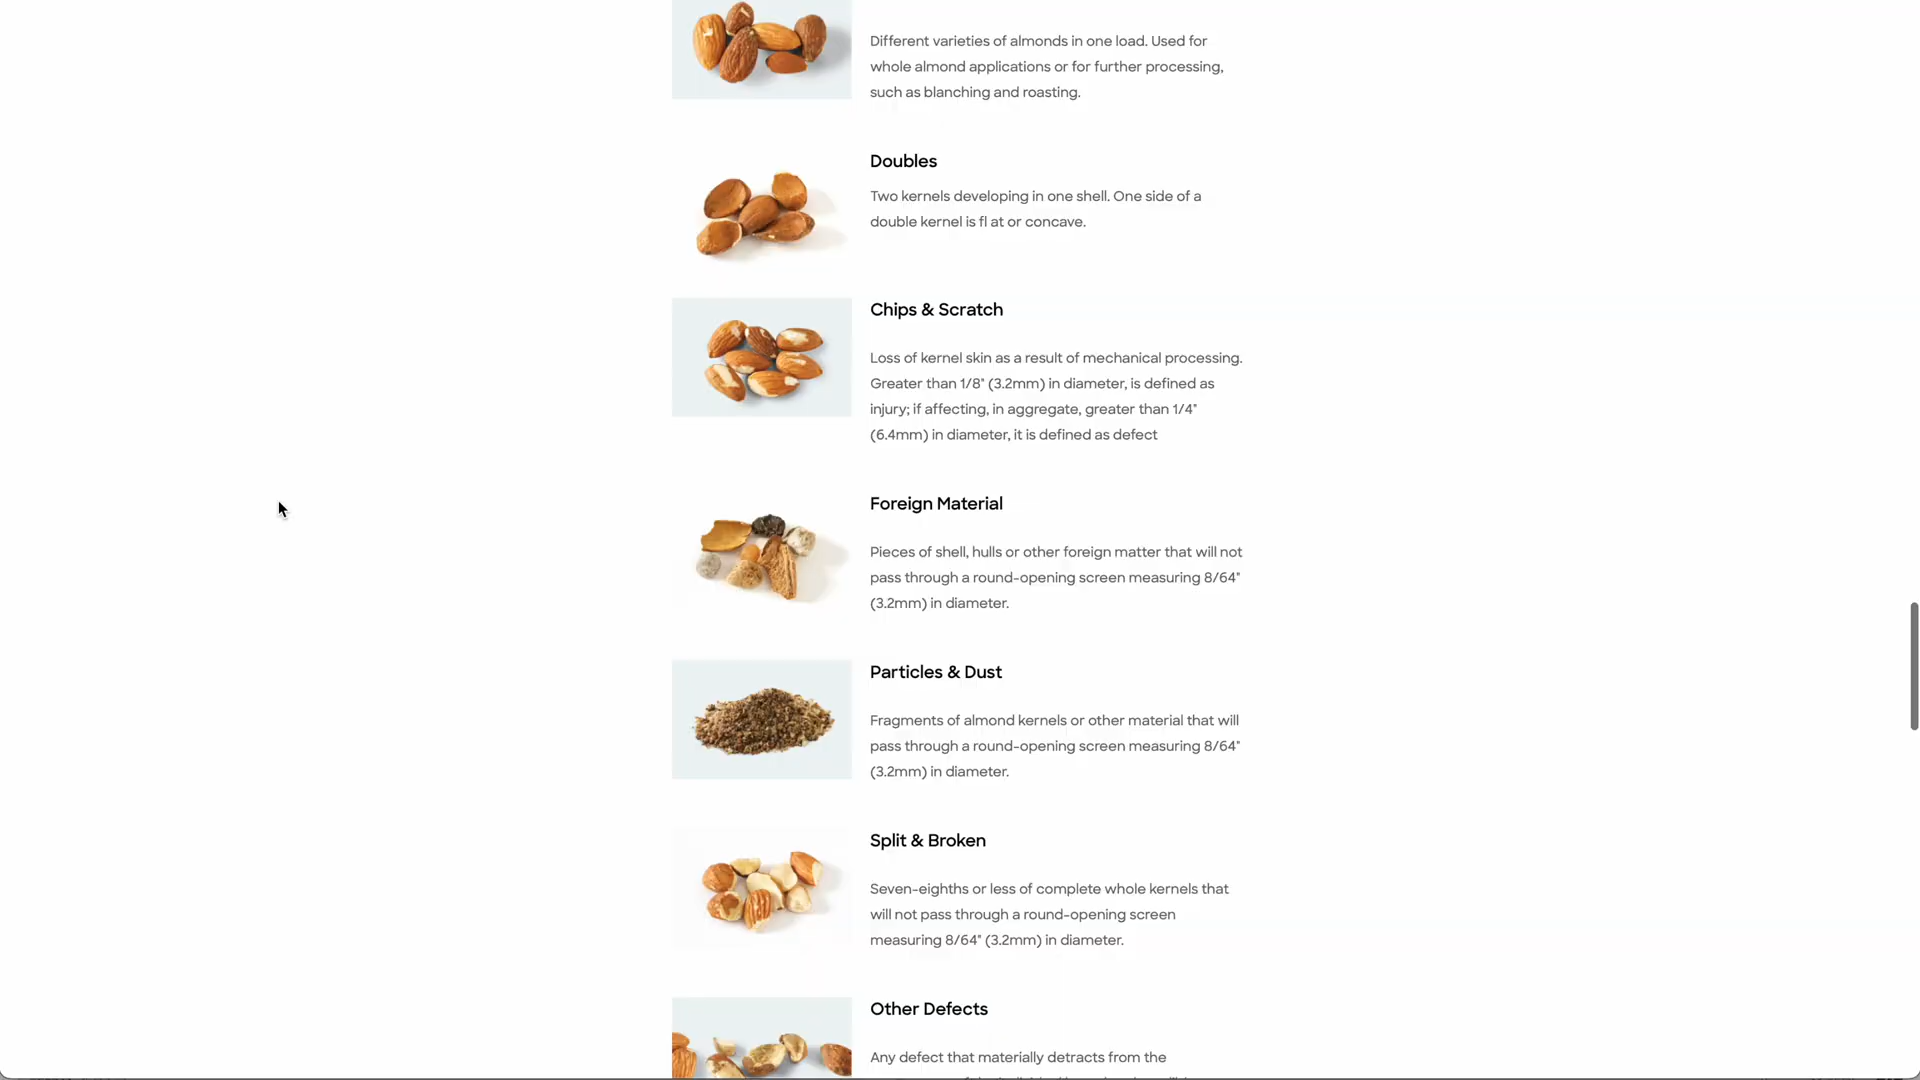 Different varieties of almonds in one load. Used for
whole almond applications or for further processing,
such as blanching and roasting.
Doubles
Two kernels developing in one shell. One side of a
double kernel is fl at or concave.
Chips & Scratch
Loss of kernel skin as a result of mechanical processing.
Greater than 1/8" (3.2mm) in diameter, is defined as
injury; if affecting, in aggregate, greater than 1/4"
(6.4mm) in diameter, it is defined as defect
Foreign Material
Pieces of shell, hulls or other foreign matter that will not
pass through a round-opening screen measuring 8/64"
(3.2mm) in diameter.
Particles & Dust
Fragments of almond kernels or other material that will
pass through a round-opening screen measuring 8/64"
(3.2mm) in diameter.
Split & Broken
Seven-eighths or less of complete whole kernels that
will not pass through a round-opening screen
measuring 8/64" (3.2mm) in diameter.
Other Defects
Any defect that materially detracts from the